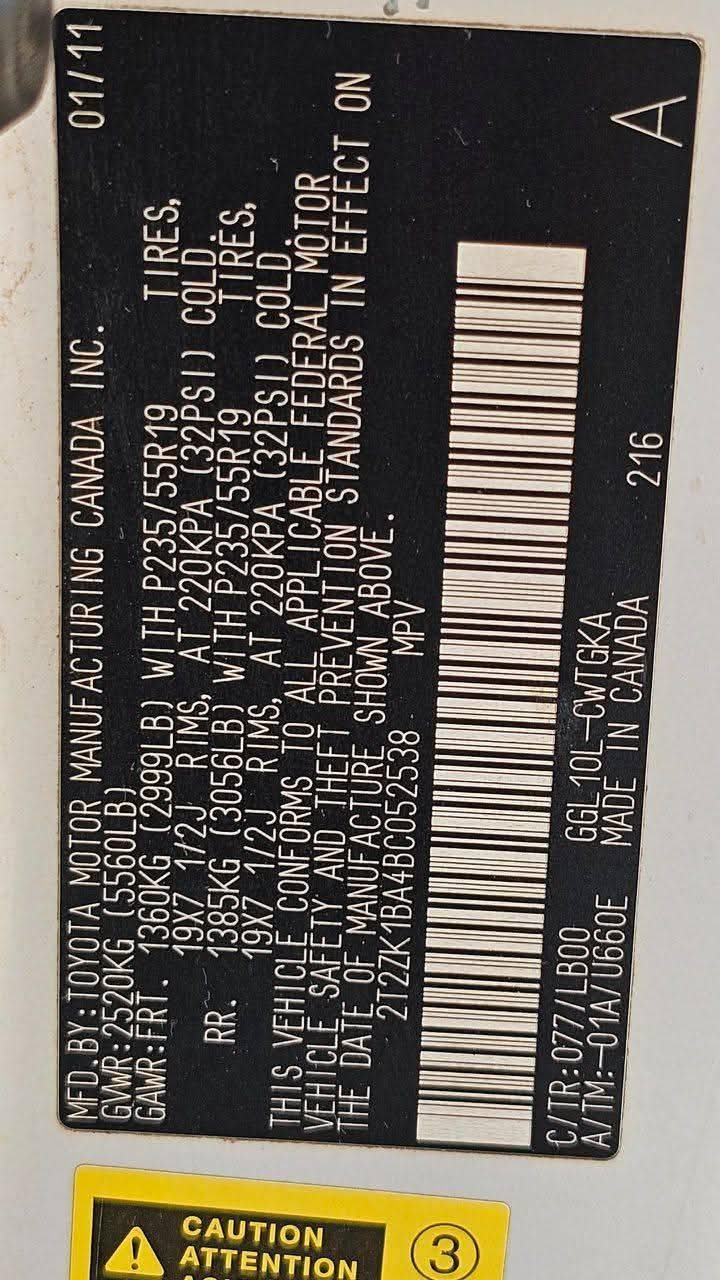 MFD.BY:TOYOTA MOTOR MANUFACTURING CANADA INC. 01/11
GVWR:2520KG (5560LB)
GAWR:FRT. 1360KG (2999LB) WITH P235/55R19 TIRES,
19X7 1/2J RIMS, AT 220KPA (32PSI) COLD.
RR. 1385KG (3056LB) WITH P235/55R19 TIRES,
19X7 1/2J RIMS, AT 220KPA (32PSI) COLD.
THIS VEHICLE CONFORMS TO ALL APPLICABLE FEDERAL MOTOR
VEHICLE SAFETY AND THEFT PREVENTION STANDARDS IN EFFECT ON
THE DATE OF MANUFACTURE SHOWN ABOVE.
2T2ZK1BA4BC052538 MPV
C/TR:077/LB00 GGL10L-CWTGKA
A/TM:-01A/U660E MADE IN CANADA 216
A
CAUTION
ATTENTION
3